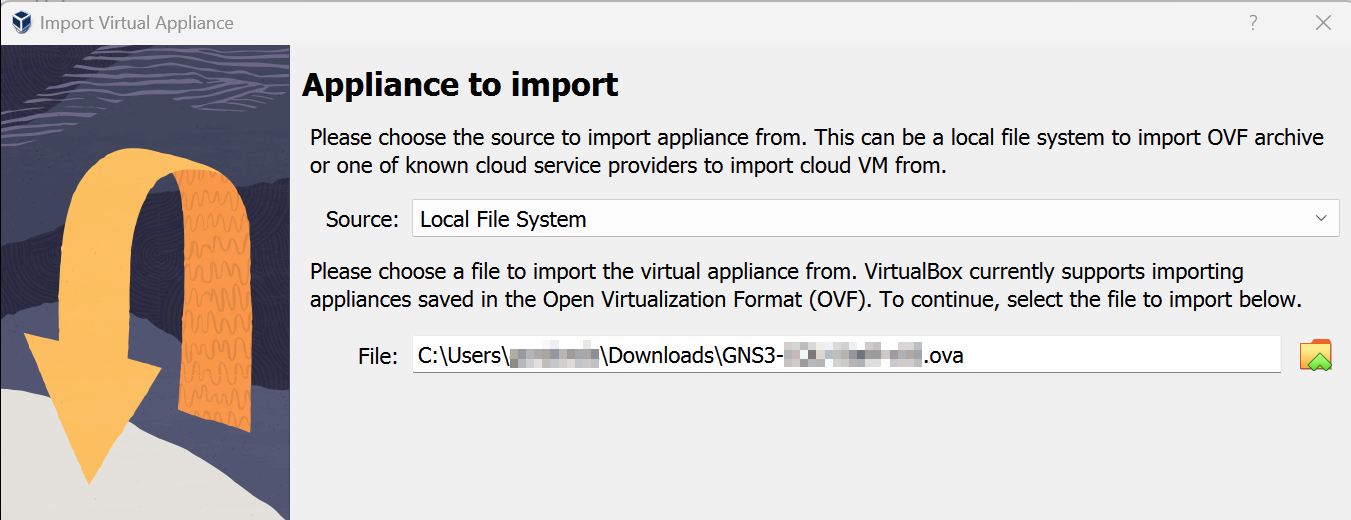 Import Virtual Appliance ?
Appliance to import
Please choose the source to import appliance from. This can be a local file system to import OVF archive
or one of known cloud service providers to import cloud VM from.
Source: Local File System
Please choose a file to import the virtual appliance from. VirtualBox currently supports importing
appliances saved in the Open Virtualization Format (OVF). To continue, select the file to import below.
File: C:\Users\ \Downloads\GNS3- .ova